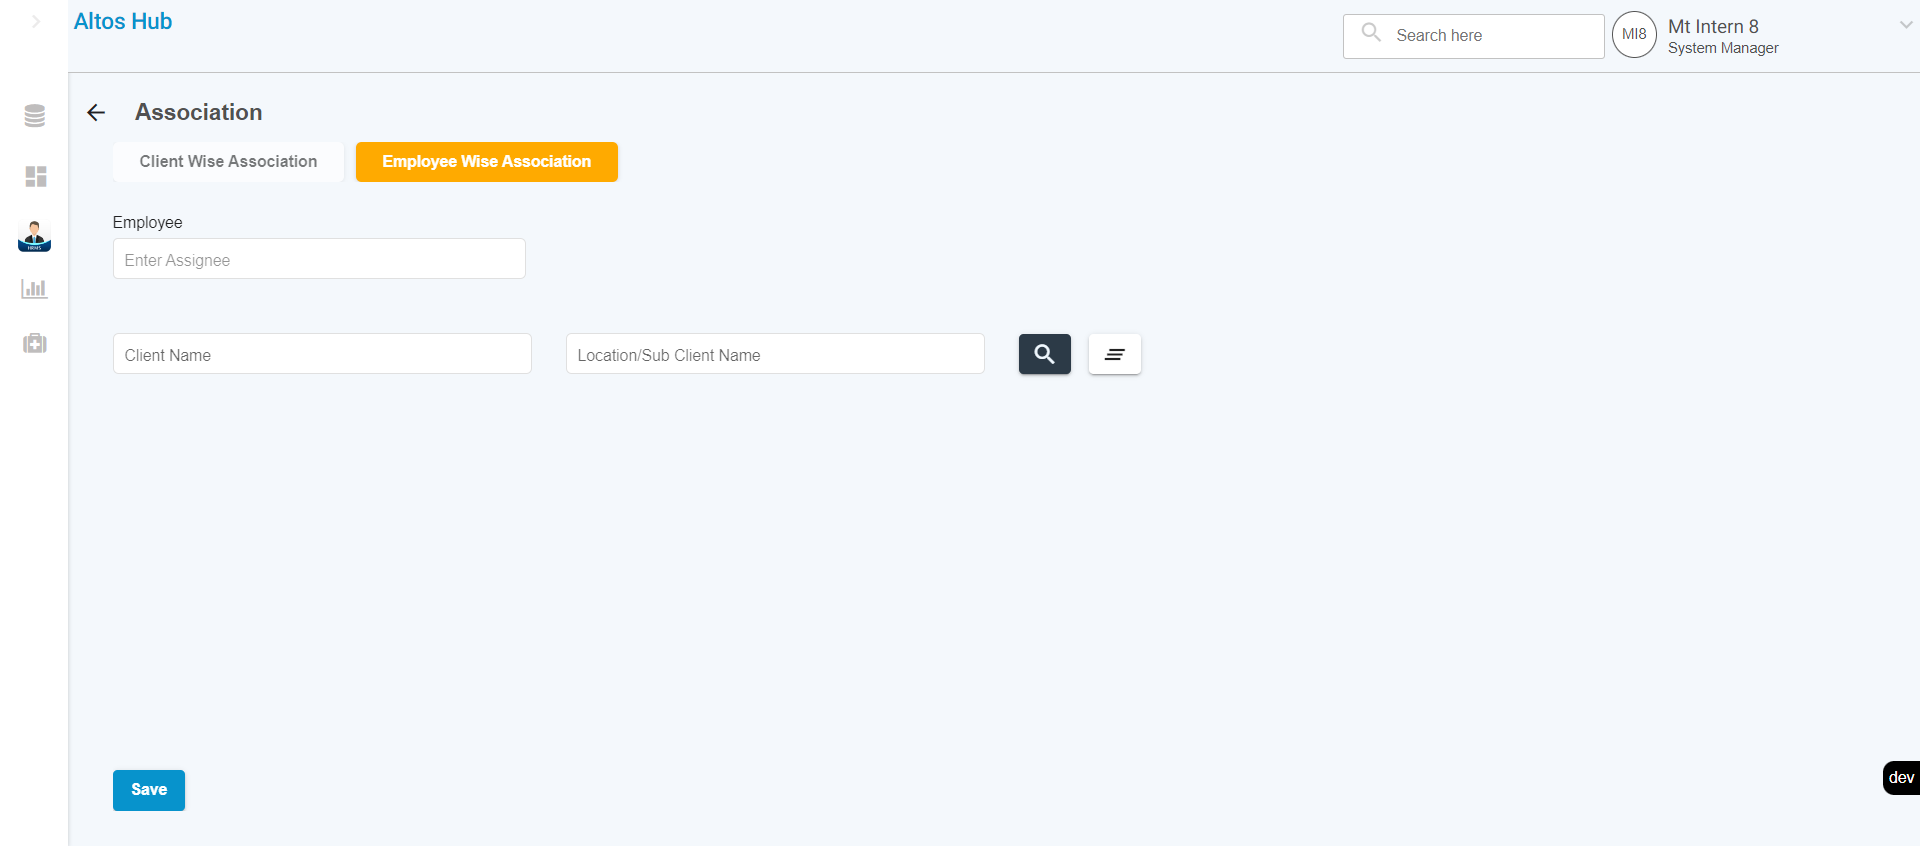 Altos Hub
Search here
MI8
Mt Intern 8
System Manager
Association
Client Wise Association
Employee Wise Association
HRMS
Employee
Enter Assignee
Client Name
Location/Sub Client Name
Save
dev